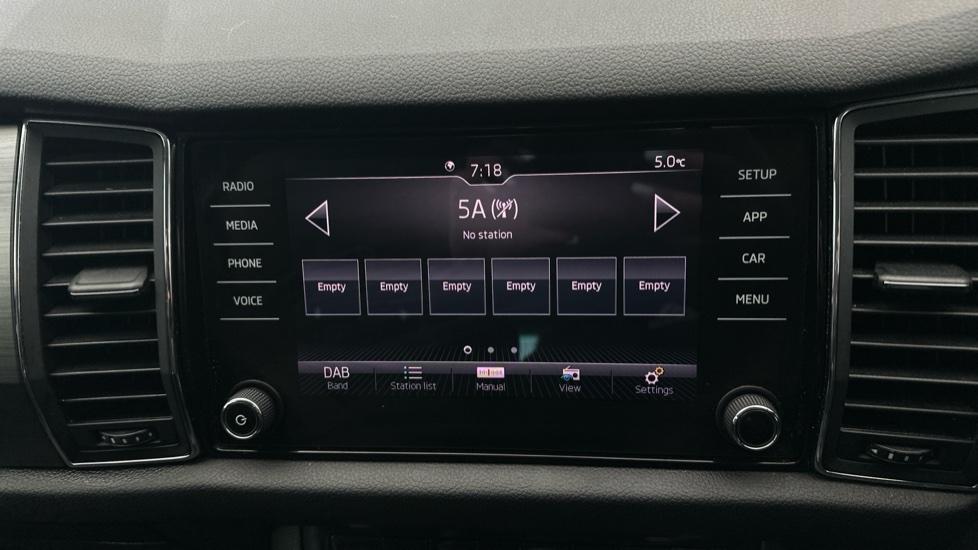 7:18
5.0°C
RADIO
MEDIA
PHONE
VOICE
5A
No station
Empty Empty Empty Empty Empty Empty
DAB
Band Station list Manual View Settings
SETUP
APP
CAR
MENU